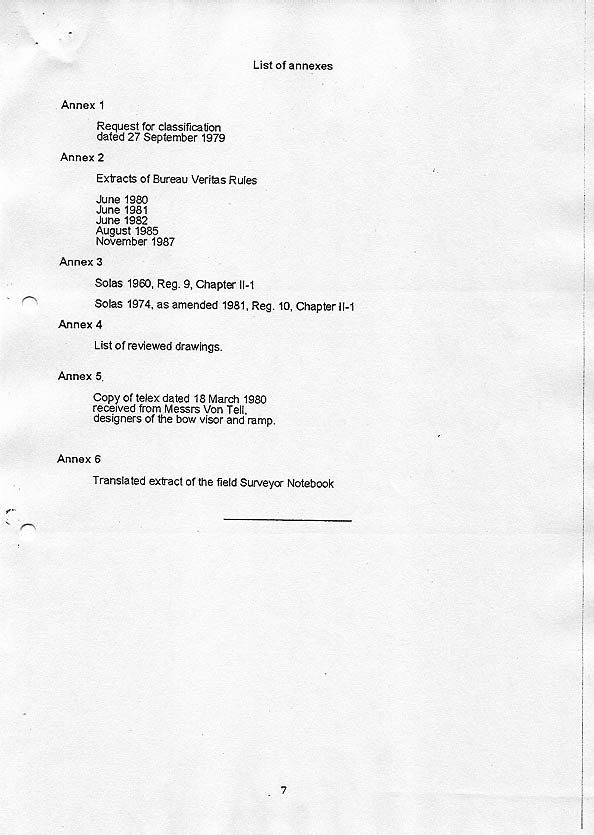 List of annexes
Annex 1
Request for classification
dated 27 September 1979
Annex 2
Extracts of Bureau Veritas Rules
June 1980
June 1981
June 1982
August 1985
November 1987
Annex 3
Solas 1960, Reg. 9, Chapter II-1
Solas 1974, as amended 1981, Reg. 10, Chapter II-1
Annex 4
List of reviewed drawings.
Annex 5.
Copy of telex dated 18 March 1980
received from Messrs Von Tell,
designers of the bow visor and ramp.
Annex 6
Translated extract of the field Surveyor Notebook
7